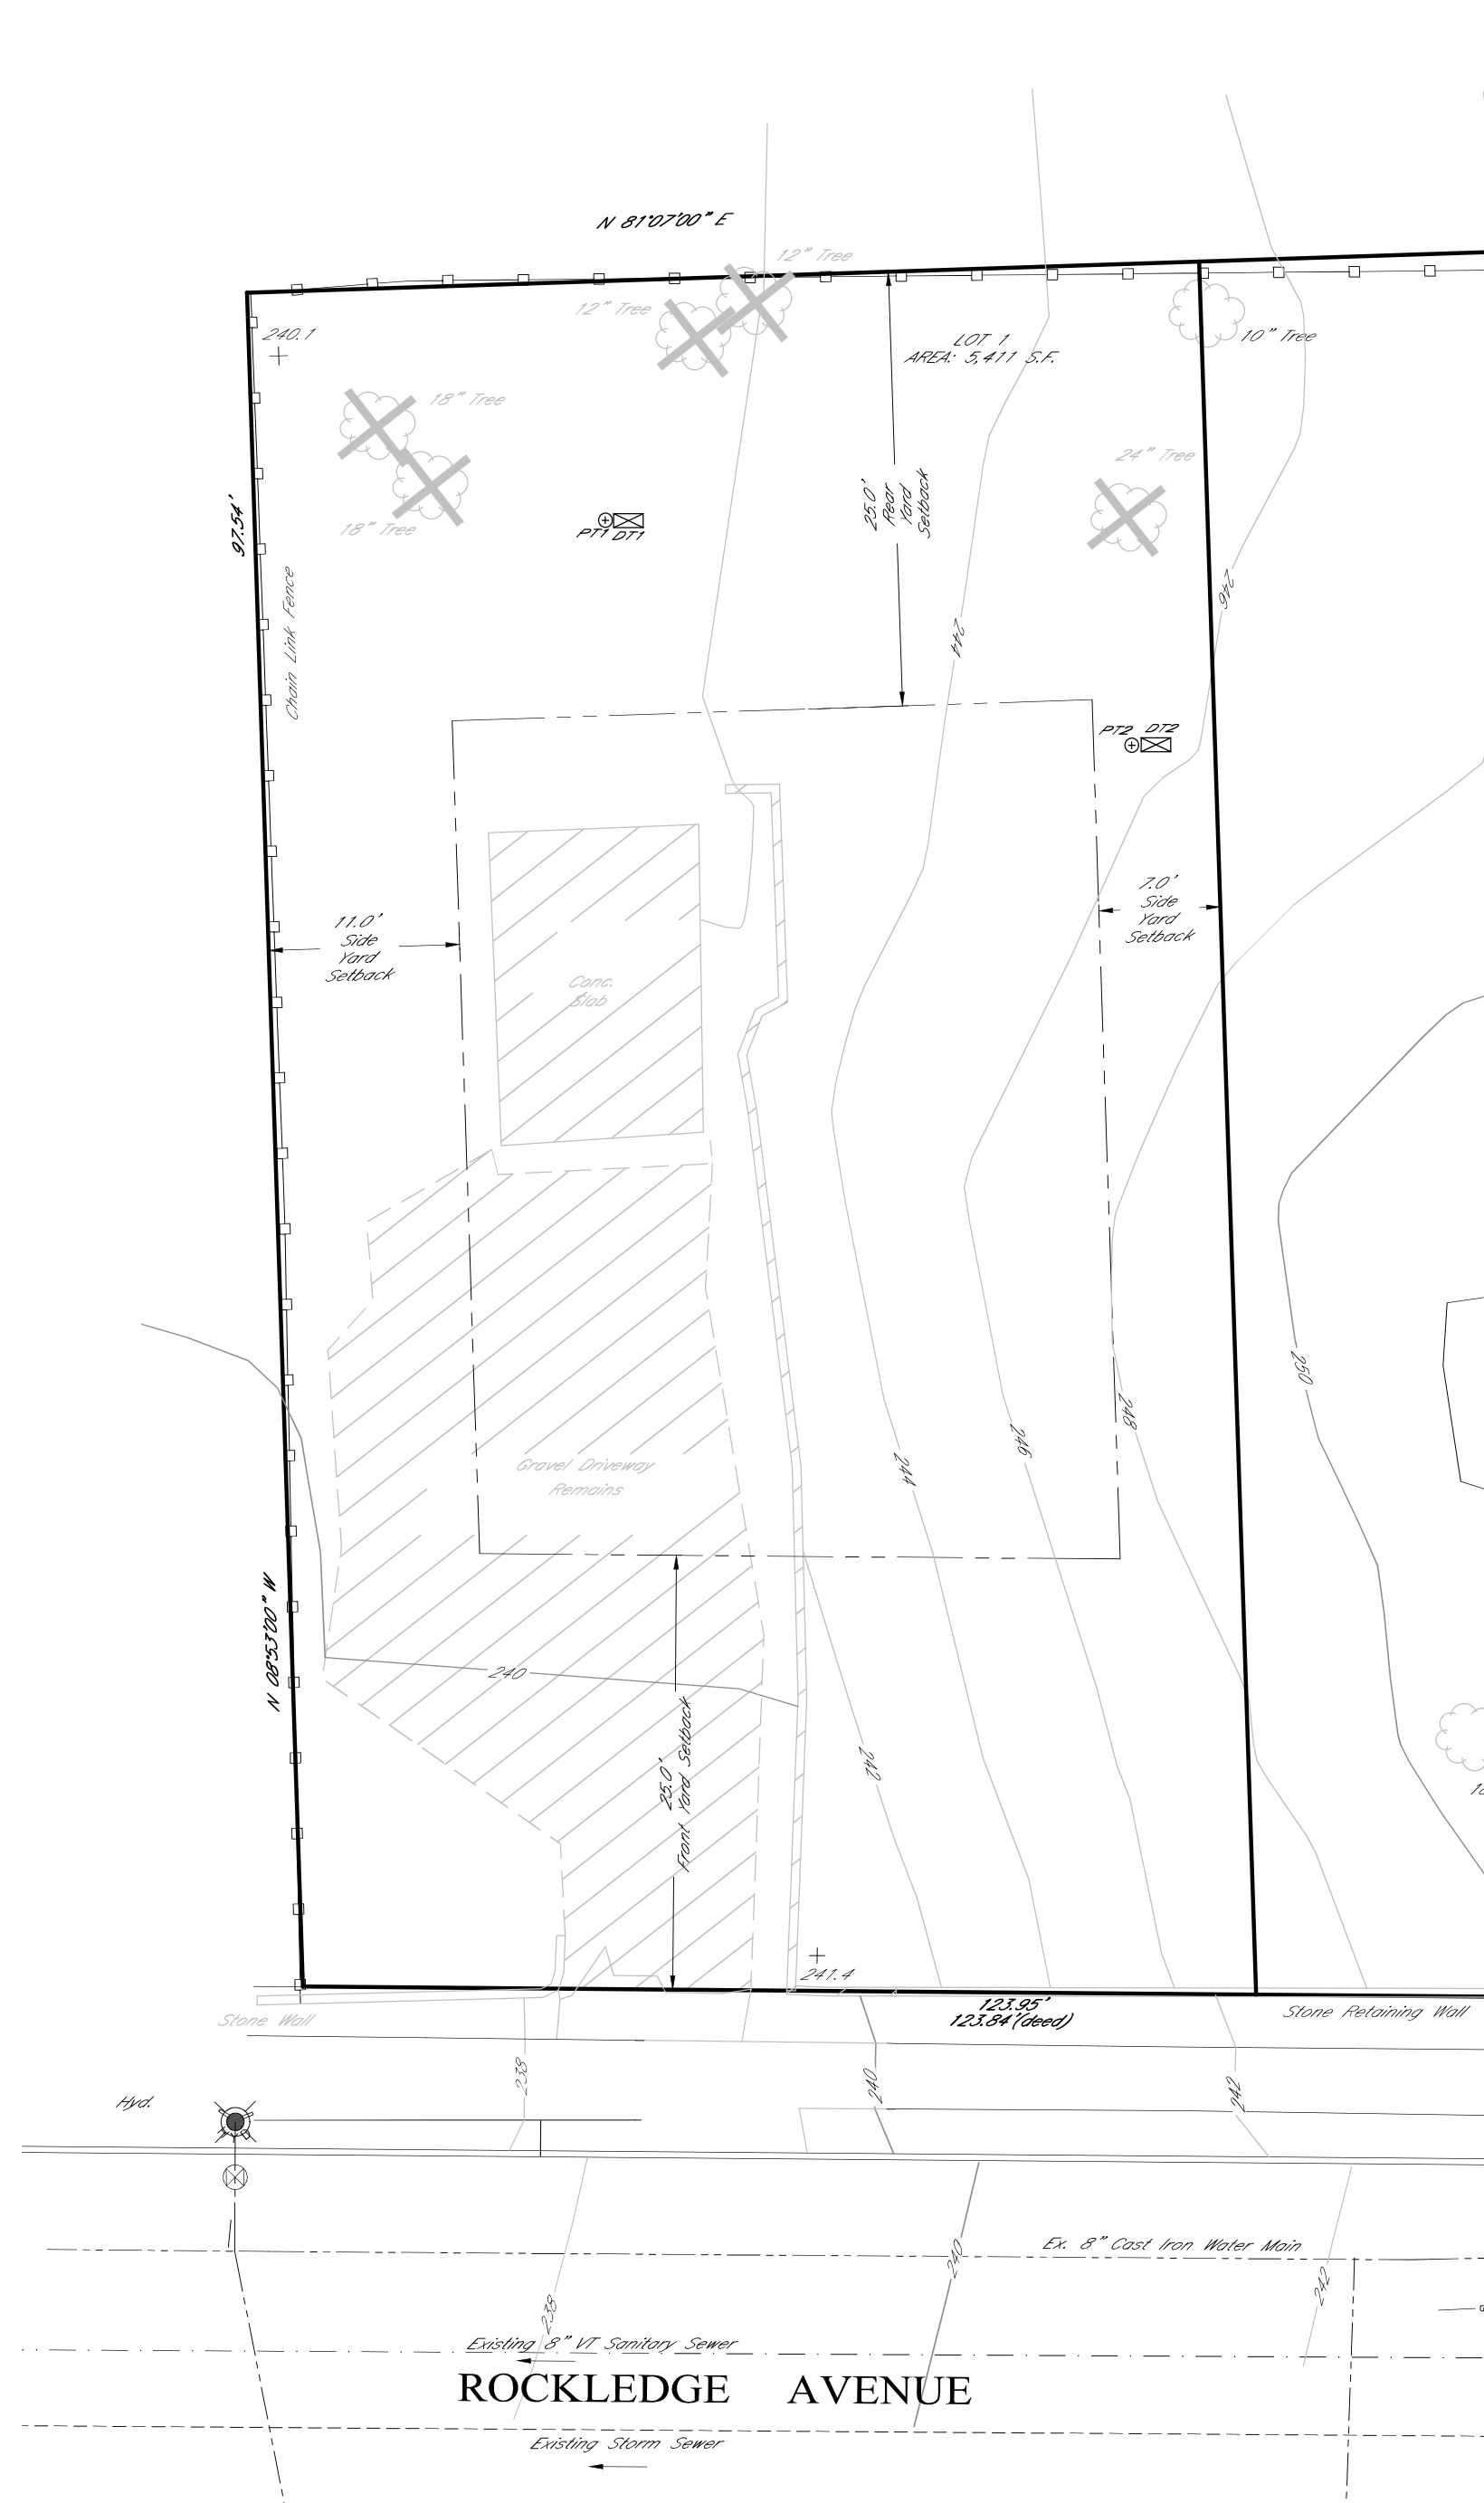 N 81°07'00" E
12" Tree
12" Tree
240.1
LOT 1
AREA: 5,411 S.F.
10" Tree
18" Tree
24" Tree
18" Tree
97.54'
25.0'
Rear
Yard
Setback
PT1 DT1
Chain Link Fence
246
244
PT2 DT2
7.0'
Side
Yard
Setback
11.0'
Side
Yard
Setback
Conc.
Slab
250
248
246
244
Gravel Driveway
Remains
N 08°53'00" W
240
25.0'
Front Yard Setback
242
241.4
123.95'
123.84'(deed)
Stone Wall
Stone Retaining Wall
238
240
242
Hyd.
Ex. 8" Cast Iron Water Main
240
242
238
Existing 8" VT Sanitary Sewer
ROCKLEDGE AVENUE
Existing Storm Sewer